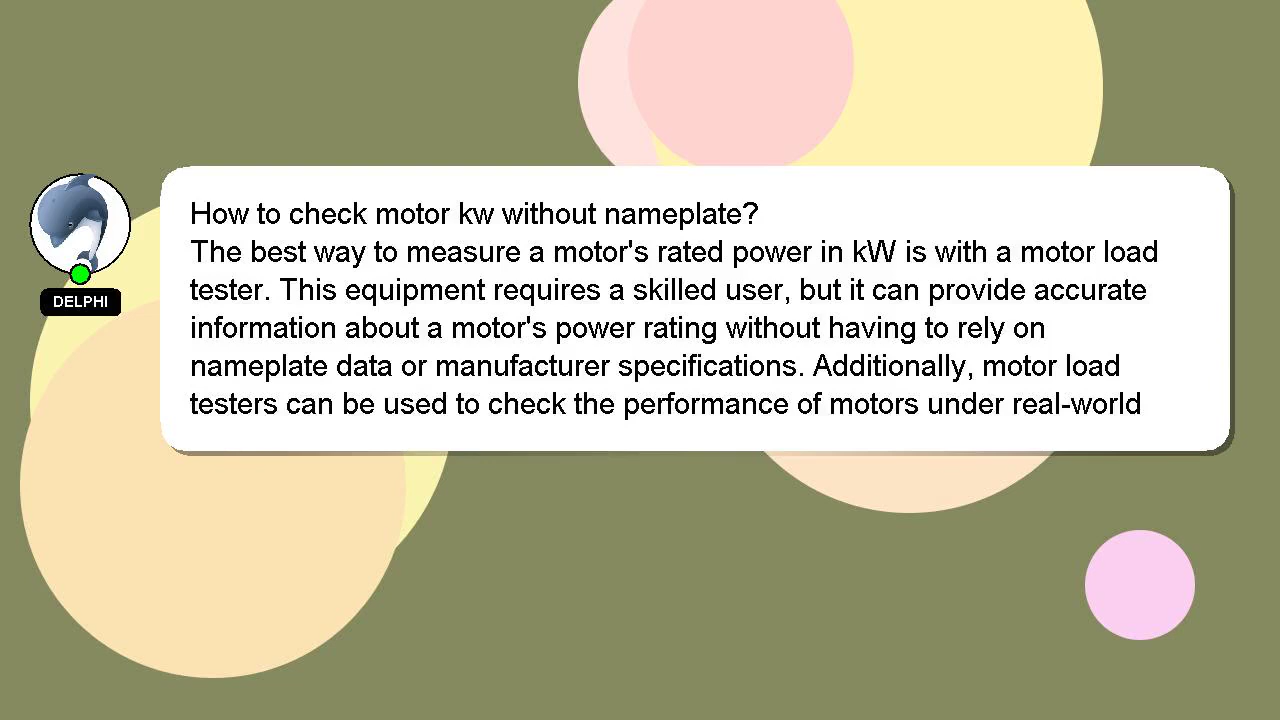 How to check motor kw without nameplate?
The best way to measure a motor's rated power in kW is with a motor load
tester. This equipment requires a skilled user, but it can provide accurate
information about a motor's power rating without having to rely on
nameplate data or manufacturer specifications. Additionally, motor load
testers can be used to check the performance of motors under real-world
DELPHI